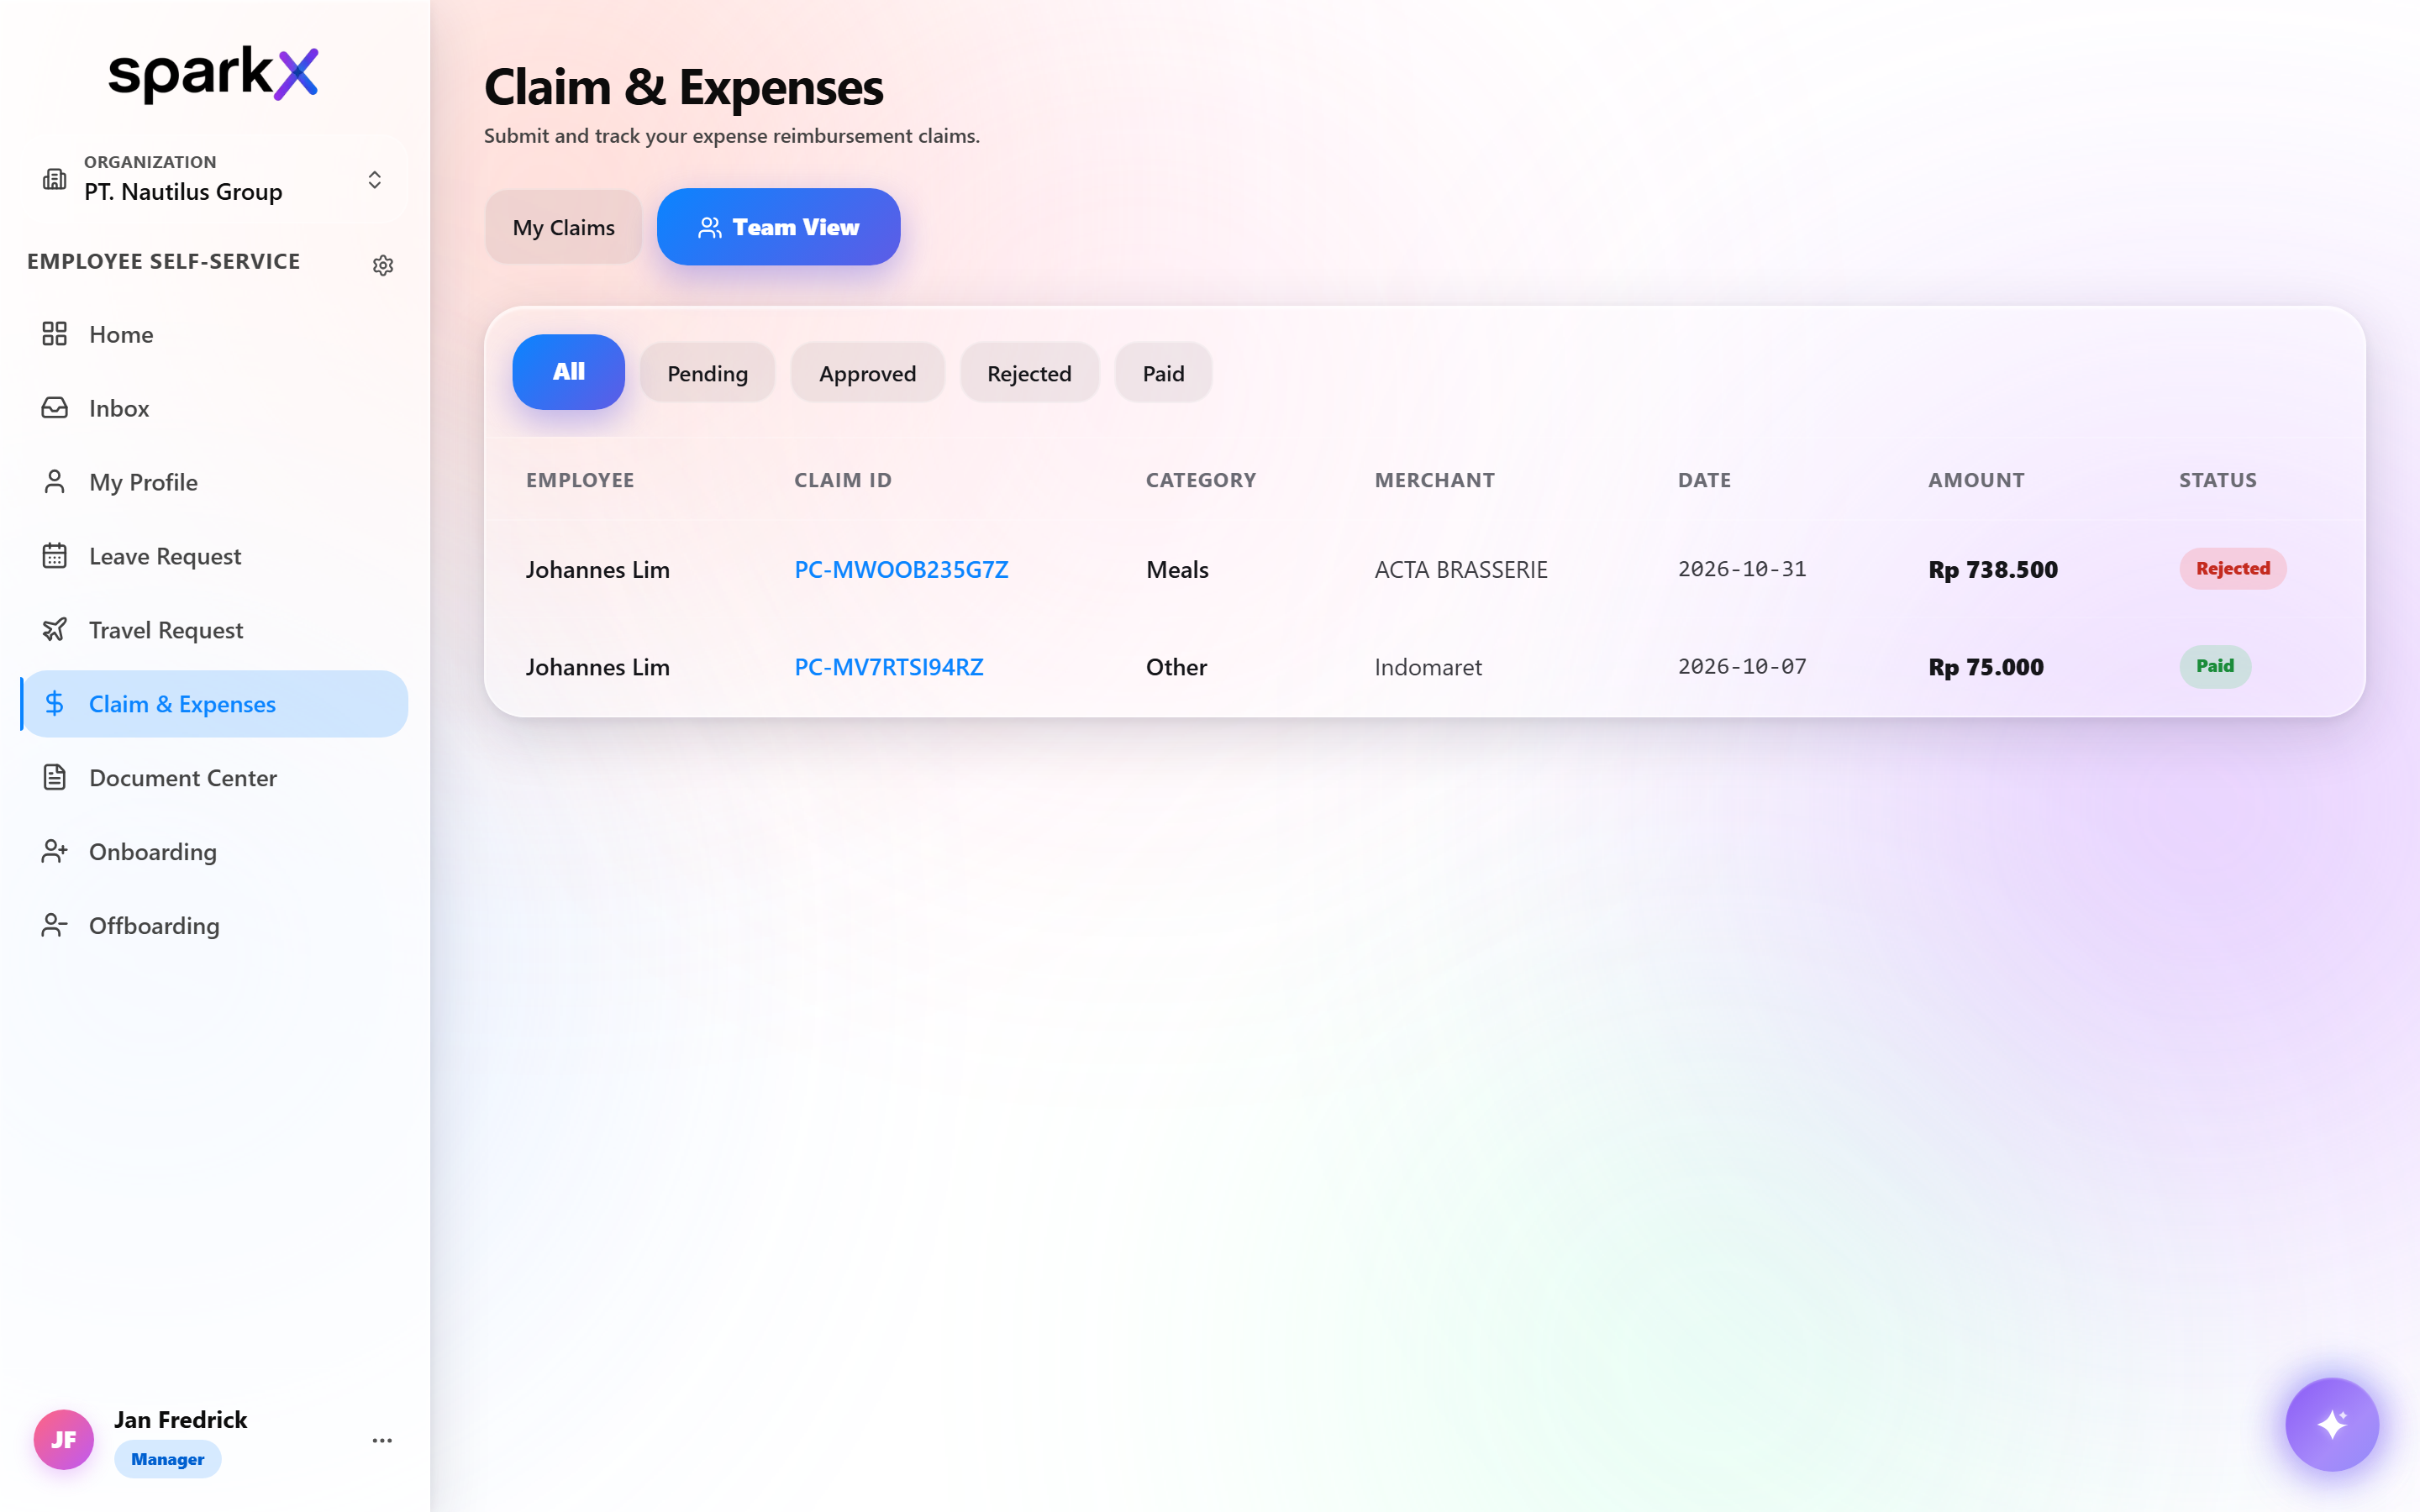 sparkX
ORGANIZATION
PT. Nautilus Group
EMPLOYEE SELF-SERVICE
Home
Inbox
My Profile
Leave Request
Travel Request
Claim & Expenses
Document Center
Onboarding
Offboarding
JF
Jan Fredrick
Manager
Claim & Expenses
Submit and track your expense reimbursement claims.
My Claims
Team View
All Pending Approved Rejected Paid
EMPLOYEE CLAIM ID CATEGORY MERCHANT DATE AMOUNT STATUS
Johannes Lim PC-MWOOB235G7Z Meals ACTA BRASSERIE 2026-10-31 Rp 738.500 Rejected
Johannes Lim PC-MV7RTSI94RZ Other Indomaret 2026-10-07 Rp 75.000 Paid